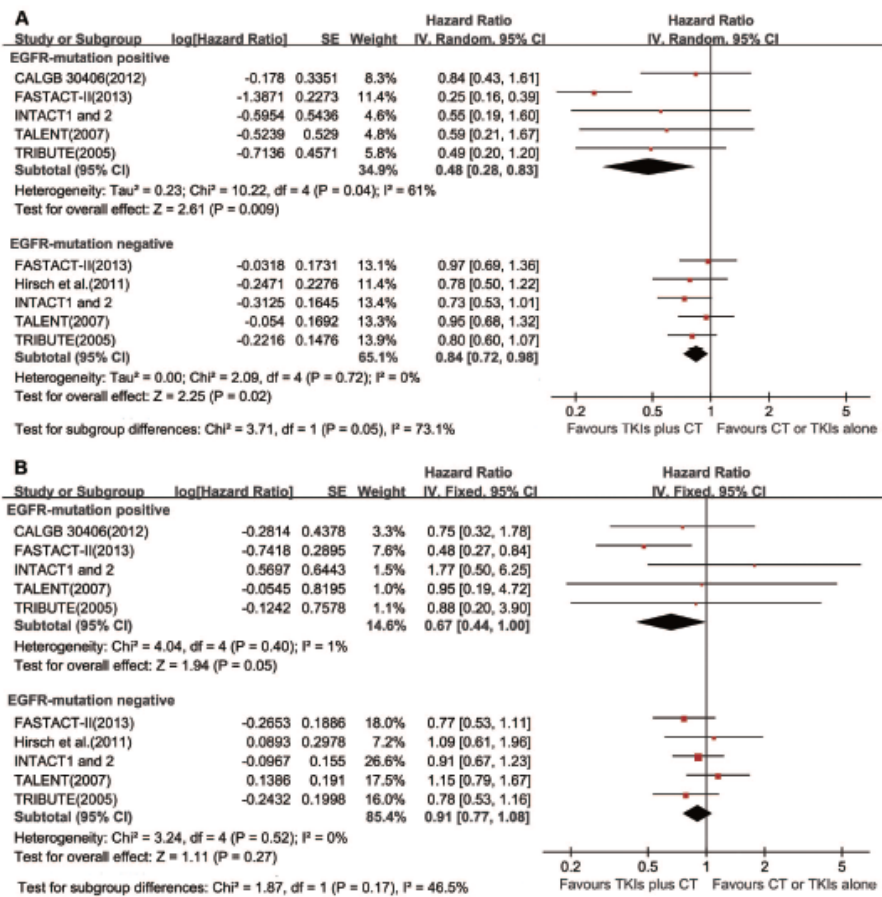 A
Hazard Ratio Hazard Ratio
Study or Subgroup log[Hazard Ratio] SE Weight IV. Random. 95% CI IV. Random. 95% CI
EGFR-mutation positive
CALGB 30406(2012) -0.178 0.3351 8.3% 0.84 [0.43, 1.61]
FASTACT-II(2013) -1.3871 0.2273 11.4% 0.25 [0.16, 0.39]
INTACT1 and 2 -0.5954 0.5436 4.6% 0.55 [0.19, 1.60]
TALENT(2007) -0.5239 0.529 4.8% 0.59 [0.21, 1.67]
TRIBUTE(2005) -0.7136 0.4571 5.8% 0.49 [0.20, 1.20]
Subtotal (95% CI) 34.9% 0.48 [0.28, 0.83]
Heterogeneity: Tau² = 0.23; Chi² = 10.22, df = 4 (P = 0.04); I² = 61%
Test for overall effect: Z = 2.61 (P = 0.009)
EGFR-mutation negative
FASTACT-II(2013) -0.0318 0.1731 13.1% 0.97 [0.69, 1.36]
Hirsch et al.(2011) -0.2471 0.2276 11.4% 0.78 [0.50, 1.22]
INTACT1 and 2 -0.3125 0.1645 13.4% 0.73 [0.53, 1.01]
TALENT(2007) -0.054 0.1692 13.3% 0.95 [0.68, 1.32]
TRIBUTE(2005) -0.2216 0.1476 13.9% 0.80 [0.60, 1.07]
Subtotal (95% CI) 65.1% 0.84 [0.72, 0.98]
Heterogeneity: Tau² = 0.00; Chi² = 2.09, df = 4 (P = 0.72); I² = 0%
Test for overall effect: Z = 2.25 (P = 0.02)
0.2 0.5 1 2 5
Test for subgroup differences: Chi² = 3.71, df = 1 (P = 0.05), I² = 73.1% Favours TKIs plus CT Favours CT or TKIs alone
B
Hazard Ratio Hazard Ratio
Study or Subgroup log[Hazard Ratio] SE Weight IV. Fixed. 95% CI IV. Fixed. 95% CI
EGFR-mutation positive
CALGB 30406(2012) -0.2814 0.4378 3.3% 0.75 [0.32, 1.78]
FASTACT-II(2013) -0.7418 0.2895 7.6% 0.48 [0.27, 0.84]
INTACT1 and 2 0.5697 0.6443 1.5% 1.77 [0.50, 6.25]
TALENT(2007) -0.0545 0.8195 1.0% 0.95 [0.19, 4.72]
TRIBUTE(2005) -0.1242 0.7578 1.1% 0.88 [0.20, 3.90]
Subtotal (95% CI) 14.6% 0.67 [0.44, 1.00]
Heterogeneity: Chi² = 4.04, df = 4 (P = 0.40); I² = 1%
Test for overall effect: Z = 1.94 (P = 0.05)
EGFR-mutation negative
FASTACT-II(2013) -0.2653 0.1886 18.0% 0.77 [0.53, 1.11]
Hirsch et al.(2011) 0.0893 0.2978 7.2% 1.09 [0.61, 1.96]
INTACT1 and 2 -0.0967 0.155 26.6% 0.91 [0.67, 1.23]
TALENT(2007) 0.1386 0.191 17.5% 1.15 [0.79, 1.67]
TRIBUTE(2005) -0.2432 0.1998 16.0% 0.78 [0.53, 1.16]
Subtotal (95% CI) 85.4% 0.91 [0.77, 1.08]
Heterogeneity: Chi² = 3.24, df = 4 (P = 0.52); I² = 0%
Test for overall effect: Z = 1.11 (P = 0.27)
0.2 0.5 1 2 5
Test for subgroup differences: Chi² = 1.87, df = 1 (P = 0.17), I² = 46.5% Favours TKIs plus CT Favours CT or TKIs alone